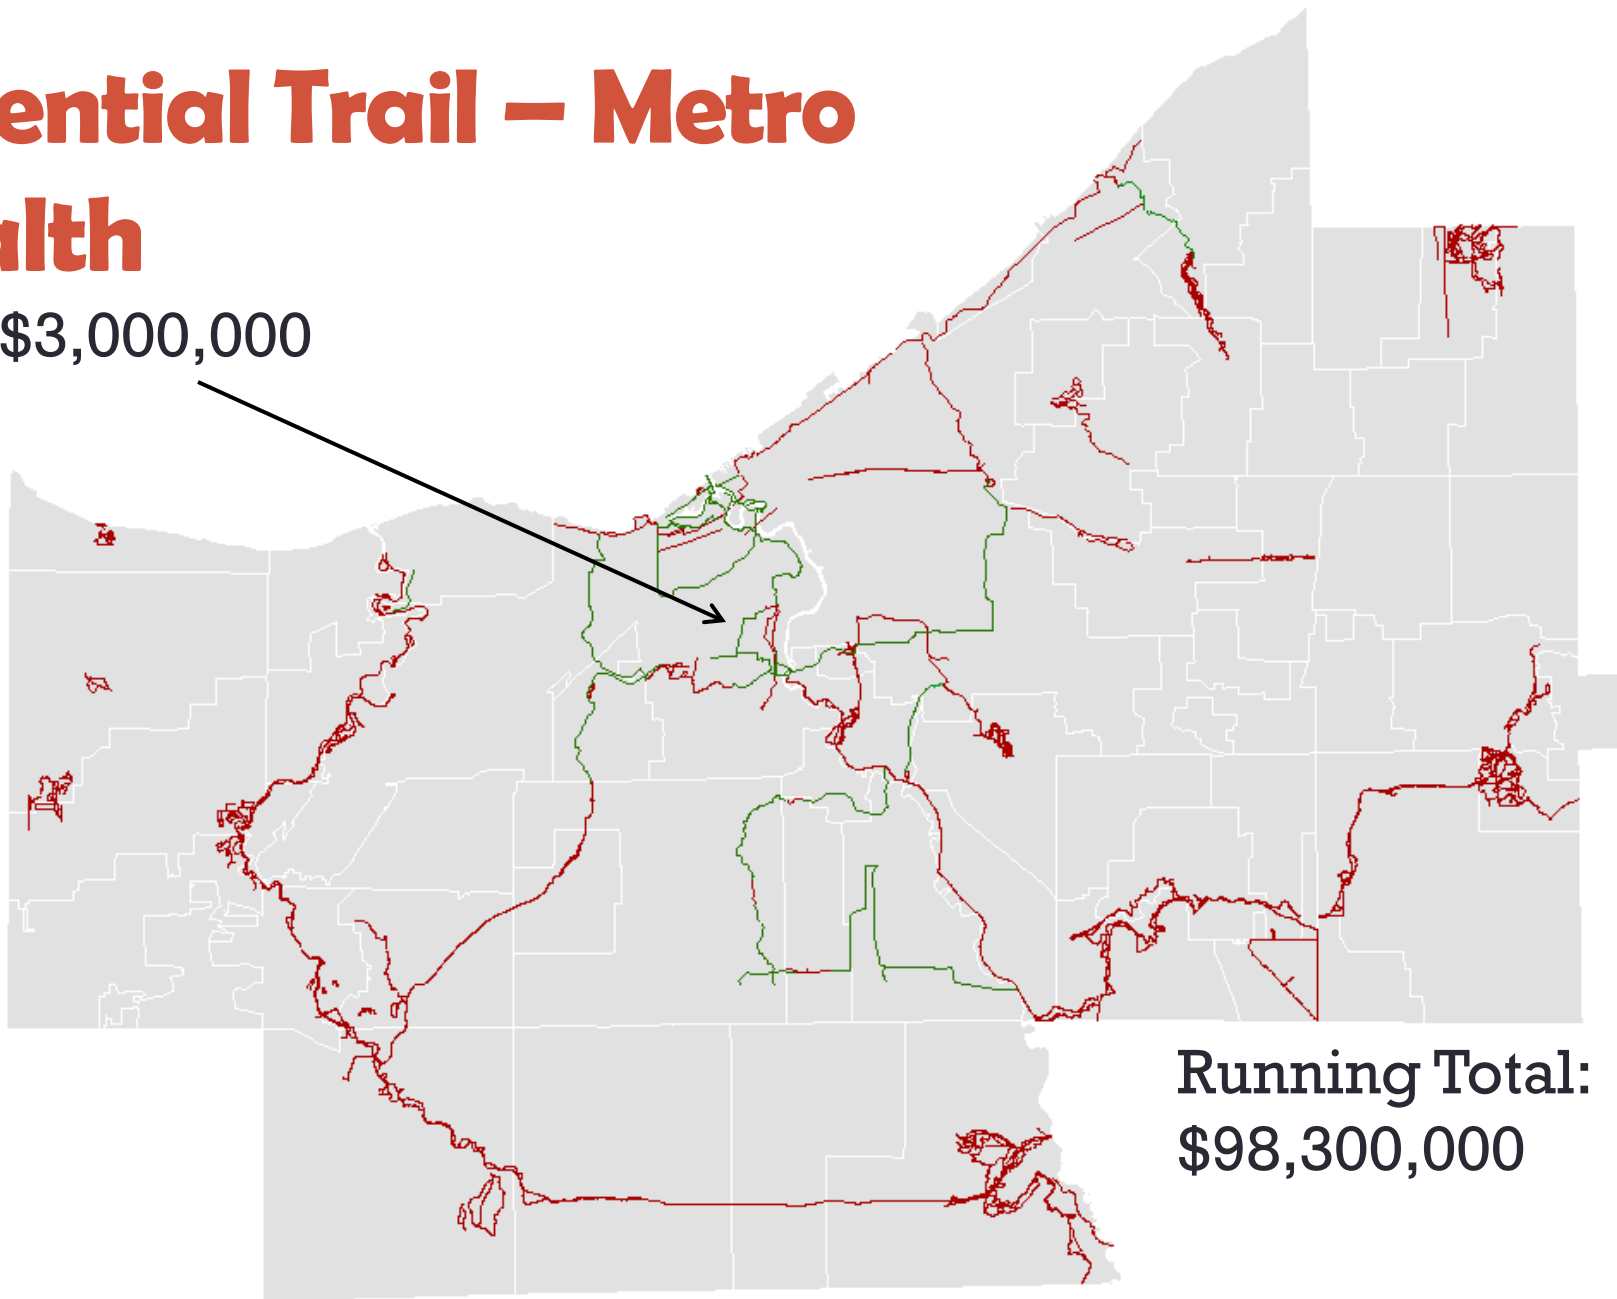 ential Trail – Metro
alth
$3,000,000
Running Total:
$98,300,000